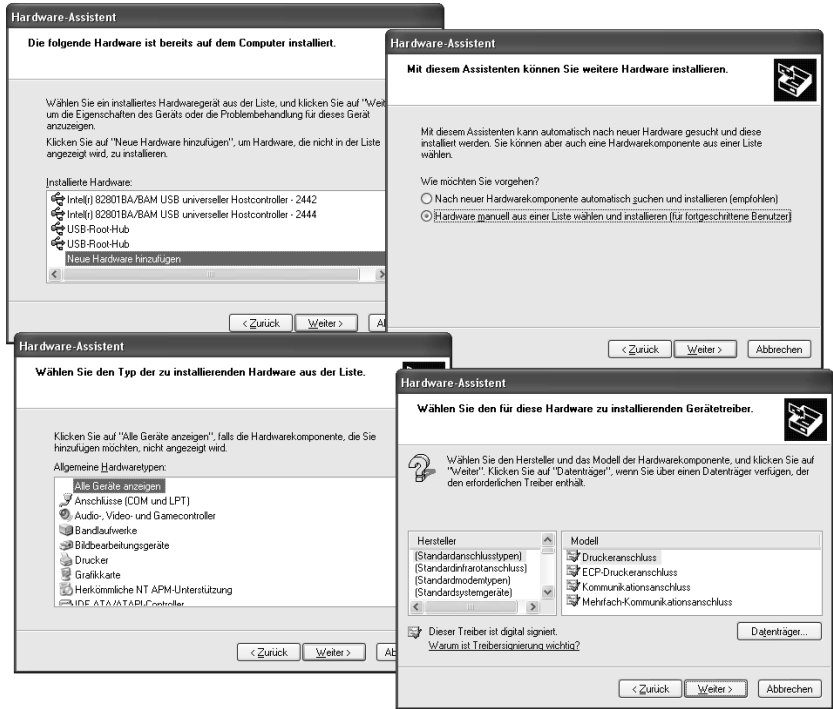 Hardware-Assistent
Die folgende Hardware ist bereits auf dem Computer installiert.
Wählen Sie ein installiertes Hardwaregerät aus der Liste, und klicken Sie auf "Weit
um die Eigenschaften des Geräts oder die Problembehandlung für dieses Gerät
anzuzeigen.
Klicken Sie auf "Neue Hardware hinzufügen", um Hardware, die nicht in der Liste
angezeigt wird, zu installieren.
Installierte Hardware:
Intel(r) 82801BA/BAM USB universeller Hostcontroller - 2442
Intel(r) 82801BA/BAM USB universeller Hostcontroller - 2444
USB-Root-Hub
USB-Root-Hub
Neue Hardware hinzufügen
< Zurück Weiter > A
Hardware-Assistent
Mit diesem Assistenten können Sie weitere Hardware installieren.
Mit diesem Assistenten kann automatisch nach neuer Hardware gesucht und diese
installiert werden. Sie können aber auch eine Hardwarekomponente aus einer Liste
wählen.
Wie möchten Sie vorgehen?
Nach neuer Hardwarekomponente automatisch suchen und installieren (empfohlen)
Hardware manuell aus einer Liste wählen und installieren (für fortgeschrittene Benutzer)
< Zurück Weiter > Abbrechen
Hardware-Assistent
Wählen Sie den Typ der zu installierenden Hardware aus der Liste.
Klicken Sie auf "Alle Geräte anzeigen", falls die Hardwarekomponente, die Sie
hinzufügen möchten, nicht angezeigt wird.
Allgemeine Hardwaretypen:
Alle Geräte anzeigen
Anschlüsse (COM und LPT)
Audio-, Video- und Gamecontroller
Bandlaufwerke
Bildbearbeitungsgeräte
Drucker
Grafikkarte
Herkömmliche NT APM-Unterstützung
IDE ATA/ATAPI-Controller
< Zurück Weiter > Ab
Hardware-Assistent
Wählen Sie den für diese Hardware zu installierenden Gerätetreiber.
Wählen Sie den Hersteller und das Modell der Hardwarekomponente, und klicken Sie auf
"Weiter". Klicken Sie auf "Datenträger", wenn Sie über einen Datenträger verfügen, der
den erforderlichen Treiber enthält.
Hersteller
(Standardanschlusstypen)
(Standardinfrarotanschluss)
(Standardmodemtypen)
(Standardsystemgeräte)
Modell
Druckeranschluss
ECP-Druckeranschluss
Kommunikationsanschluss
Mehrfach-Kommunikationsanschluss
Dieser Treiber ist digital signiert.
Warum ist Treibersignierung wichtig?
Datenträger...
< Zurück Weiter > Abbrechen